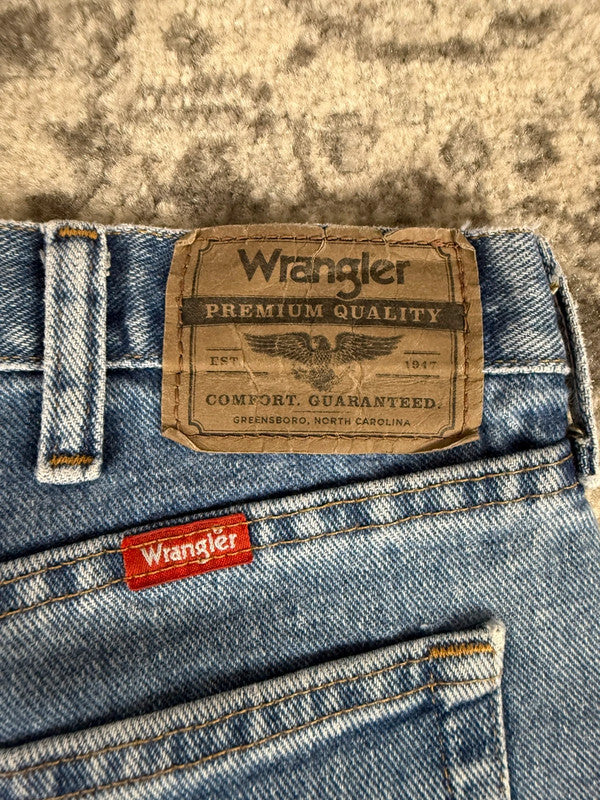 Wrangler
PREMIUM QUALITY
EST. 1947
COMFORT. GUARANTEED.
GREENSBORO, NORTH CAROLINA
Wrangler